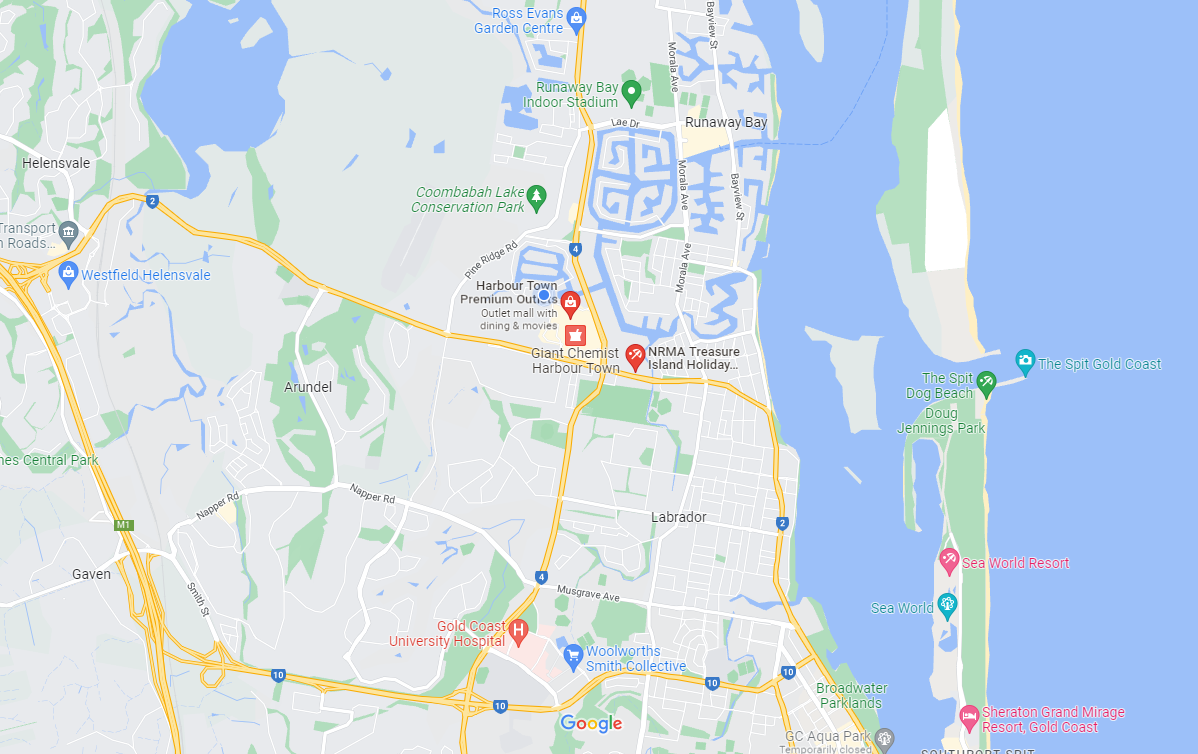 Ross Evans
Garden Centre
Bayview St
Morala Ave
Runaway Bay
Indoor Stadium
Lae Dr
Runaway Bay
Helensvale
Morala Ave
Bayview St
Coombabah Lake
Conservation Park
2
Transport
n Roads...
4
Pine Ridge Rd
Morala Ave
Westfield Helensvale
Harbour Town
Premium Outlets
Outlet mall with
dining & movies
Giant Chemist
Harbour Town
NRMA Treasure
Island Holiday...
The Spit Gold Coast
The Spit
Dog Beach
Arundel
Doug
Jennings Park
nes Central Park
Napper Rd
Napper Rd
M1
Labrador
2
Gaven
Smith St
4
Musgrave Ave
Sea World Resort
Sea World
Gold Coast
University Hospital
H
Woolworths
Smith Collective
10
10
10
10
Broadwater
Parklands
Google
Sheraton Grand Mirage
Resort, Gold Coast
GC Aqua Park
Temporarily closed
SOUTHPORT SPIT